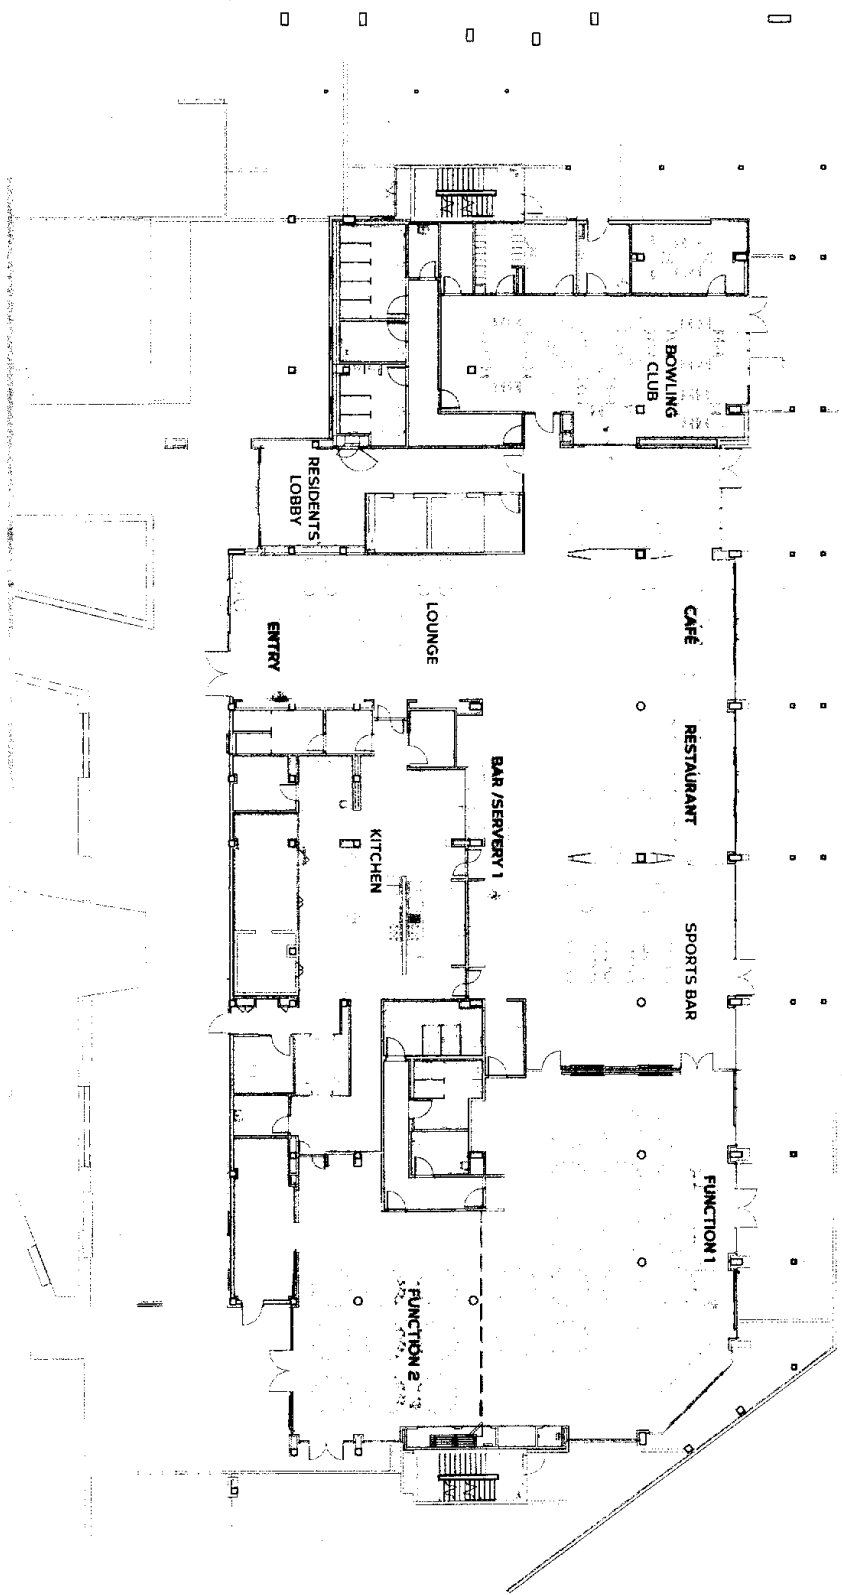 BOWLING
CLUB
RESIDENTS'
LOBBY
LOUNGE
ENTRY
CAFÉ
RESTAURANT
BAR /SERVERY 1
KITCHEN
SPORTS BAR
FUNCTION 1
FUNCTION 2